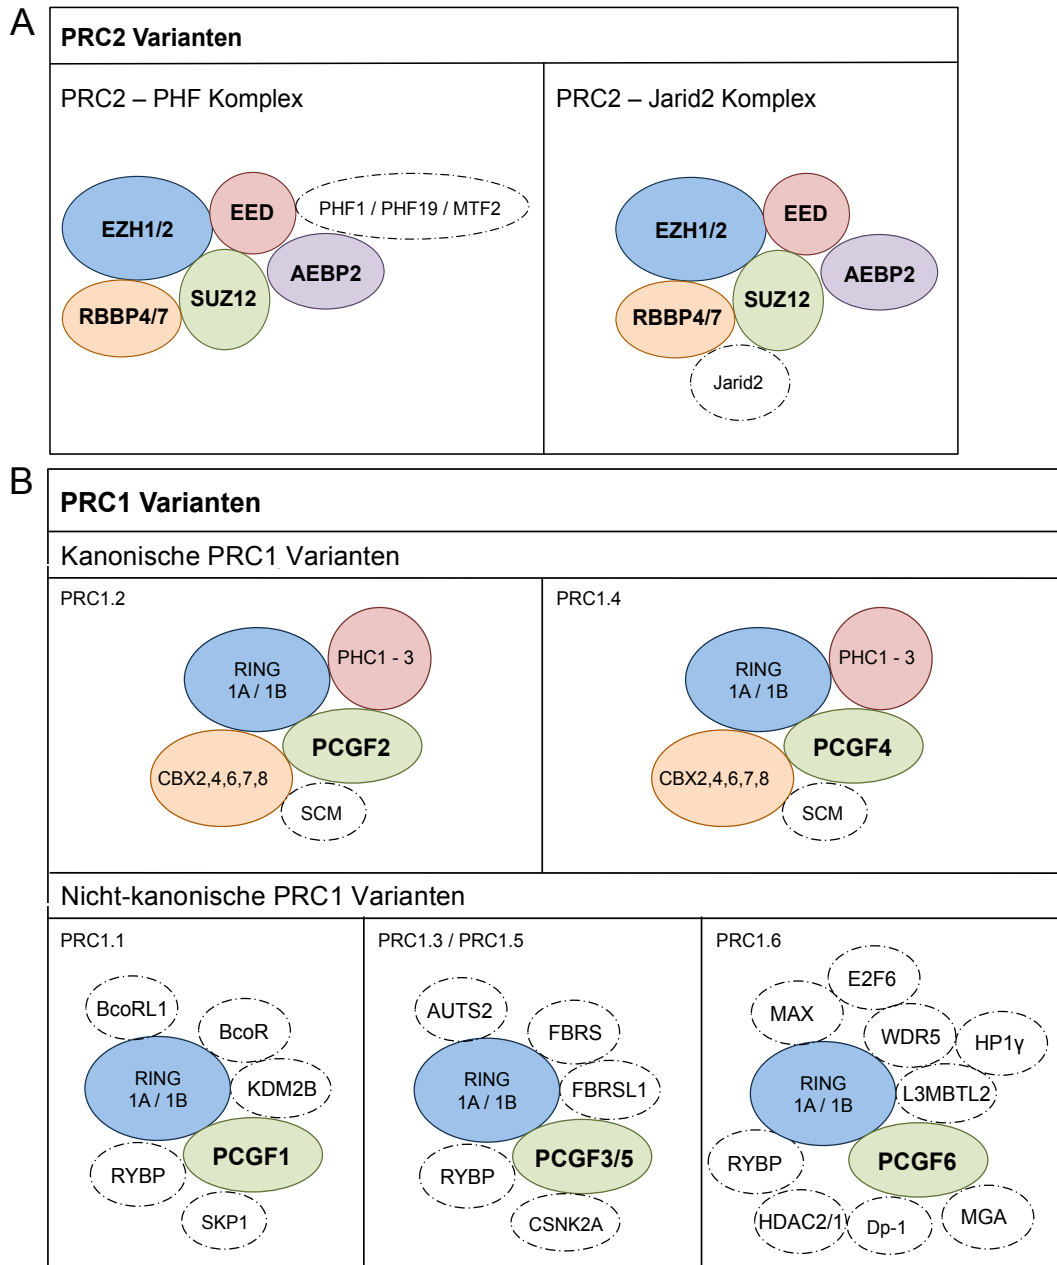 A
PRC2 Varianten
PRC2 – PHF Komplex
EZH1/2
EED
PHF1 / PHF19 / MTF2
AEBP2
RBBP4/7
SUZ12
PRC2 – Jarid2 Komplex
EZH1/2
EED
AEBP2
RBBP4/7
SUZ12
Jarid2
B
PRC1 Varianten
Kanonische PRC1 Varianten
PRC1.2
RING
1A / 1B
PHC1 - 3
PCGF2
CBX2,4,6,7,8
SCM
PRC1.4
RING
1A / 1B
PHC1 - 3
PCGF4
CBX2,4,6,7,8
SCM
Nicht-kanonische PRC1 Varianten
PRC1.1
BcoRL1
BcoR
RING
1A / 1B
KDM2B
PCGF1
RYBP
SKP1
PRC1.3 / PRC1.5
AUTS2
FBRS
RING
1A / 1B
FBRSL1
PCGF3/5
RYBP
CSNK2A
PRC1.6
E2F6
MAX
WDR5
HP1γ
RING
1A / 1B
L3MBTL2
RYBP
PCGF6
HDAC2/1
Dp-1
MGA